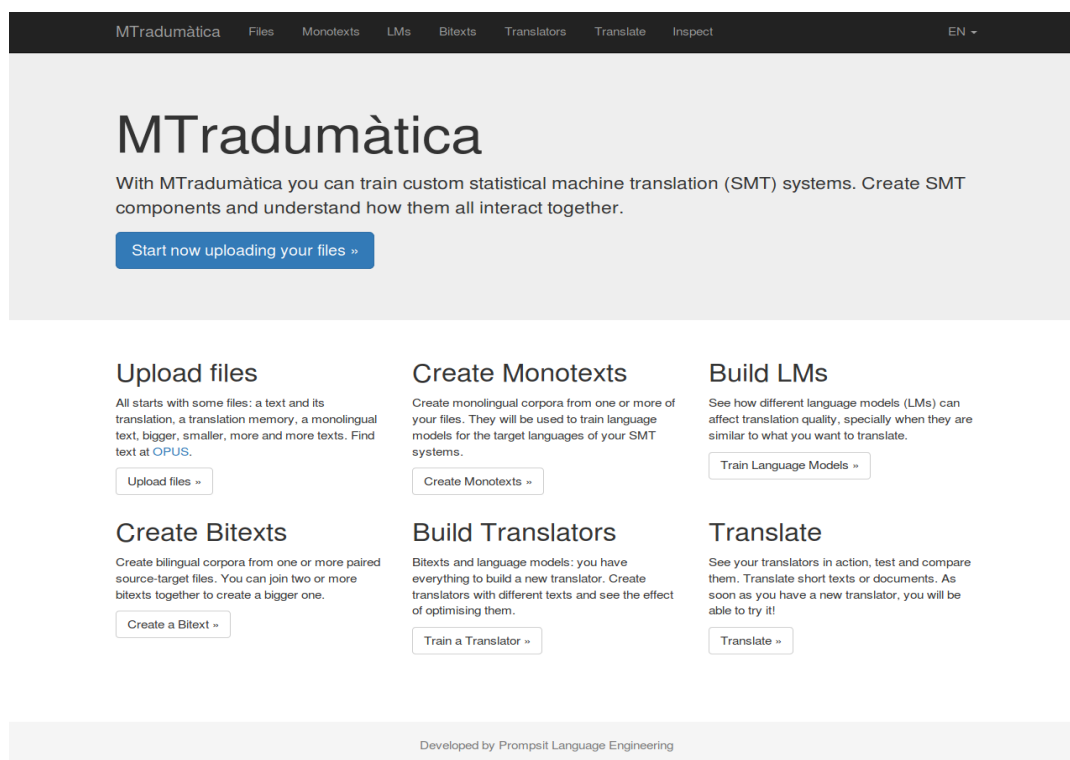 MTradumàtica Files Monotexts LMs Bitexts Translators Translate Inspect EN
MTradumàtica
With MTradumàtica you can train custom statistical machine translation (SMT) systems. Create SMT
components and understand how them all interact together.
Start now uploading your files »
Upload files
All starts with some files: a text and its
translation, a translation memory, a monolingual
text, bigger, smaller, more and more texts. Find
text at OPUS.
Upload files »
Create Monotexts
Create monolingual corpora from one or more of
your files. They will be used to train language
models for the target languages of your SMT
systems.
Create Monotexts »
Build LMs
See how different language models (LMs) can
affect translation quality, specially when they are
similar to what you want to translate.
Train Language Models »
Create Bitexts
Create bilingual corpora from one or more paired
source-target files. You can join two or more
bitexts together to create a bigger one.
Create a Bitext »
Build Translators
Bitexts and language models: you have
everything to build a new translator. Create
translators with different texts and see the effect
of optimising them.
Train a Translator »
Translate
See your translators in action, test and compare
them. Translate short texts or documents. As
soon as you have a new translator, you will be
able to try it!
Translate »
Developed by Prompsit Language Engineering